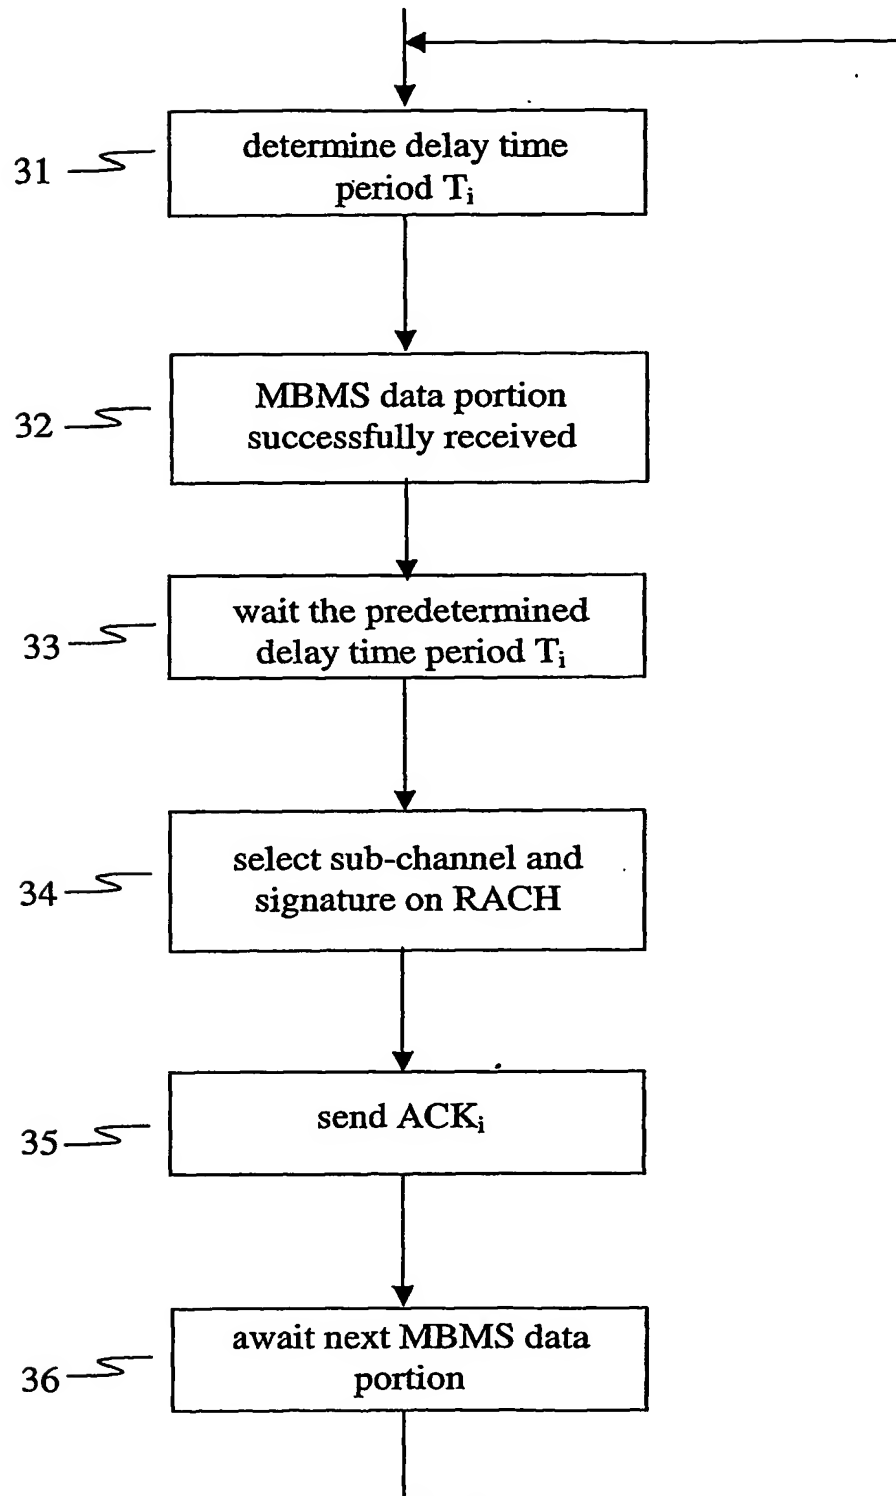 31
determine delay time
period Ti
32
MBMS data portion
successfully received
33
wait the predetermined
delay time period Ti
34
select sub-channel and
signature on RACH
35
send ACKi
36
await next MBMS data
portion